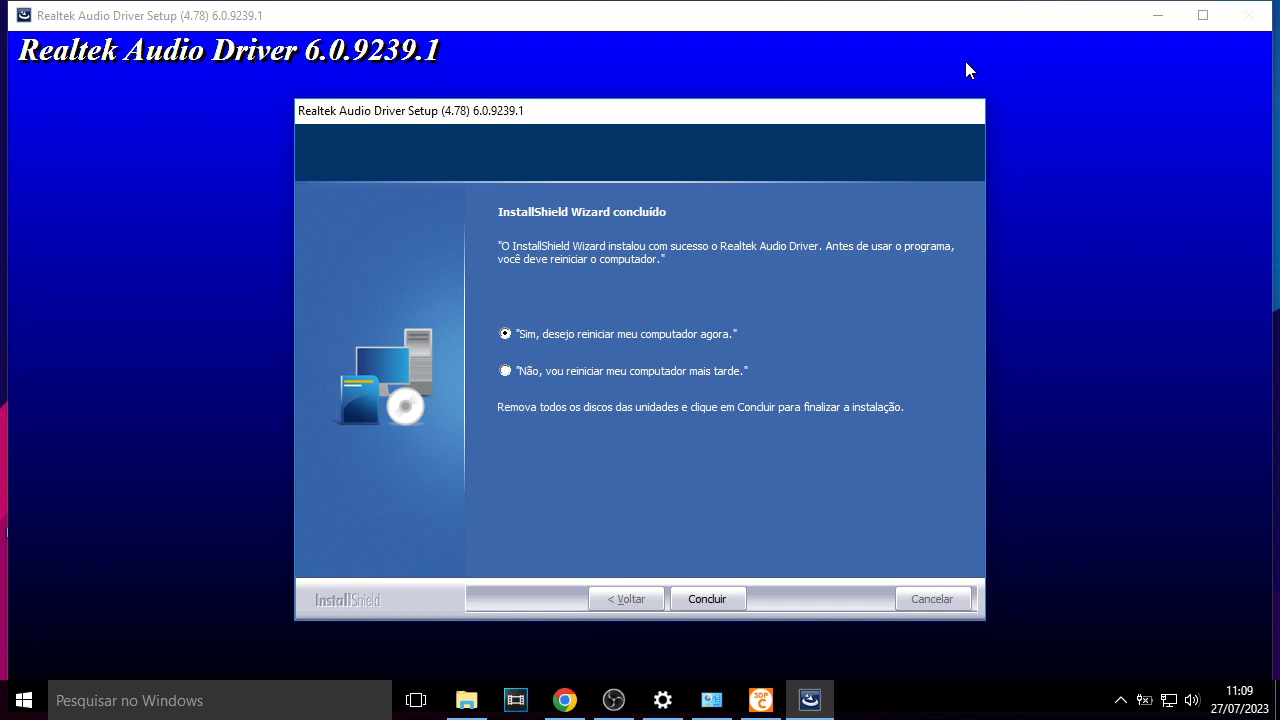 Realtek Audio Driver Setup (4.78) 6.0.9239.1
Realtek Audio Driver 6.0.9239.1
Realtek Audio Driver Setup (4.78) 6.0.9239.1
InstallShield Wizard concluído
"O InstallShield Wizard instalou com sucesso o Realtek Audio Driver. Antes de usar o programa,
você deve reiniciar o computador."
"Sim, desejo reiniciar meu computador agora."
"Não, vou reiniciar meu computador mais tarde."
Remova todos os discos das unidades e clique em Concluir para finalizar a instalação.
InstallShield
< Voltar
Concluir
Cancelar
Pesquisar no Windows
3DP
C
11:09
27/07/2023